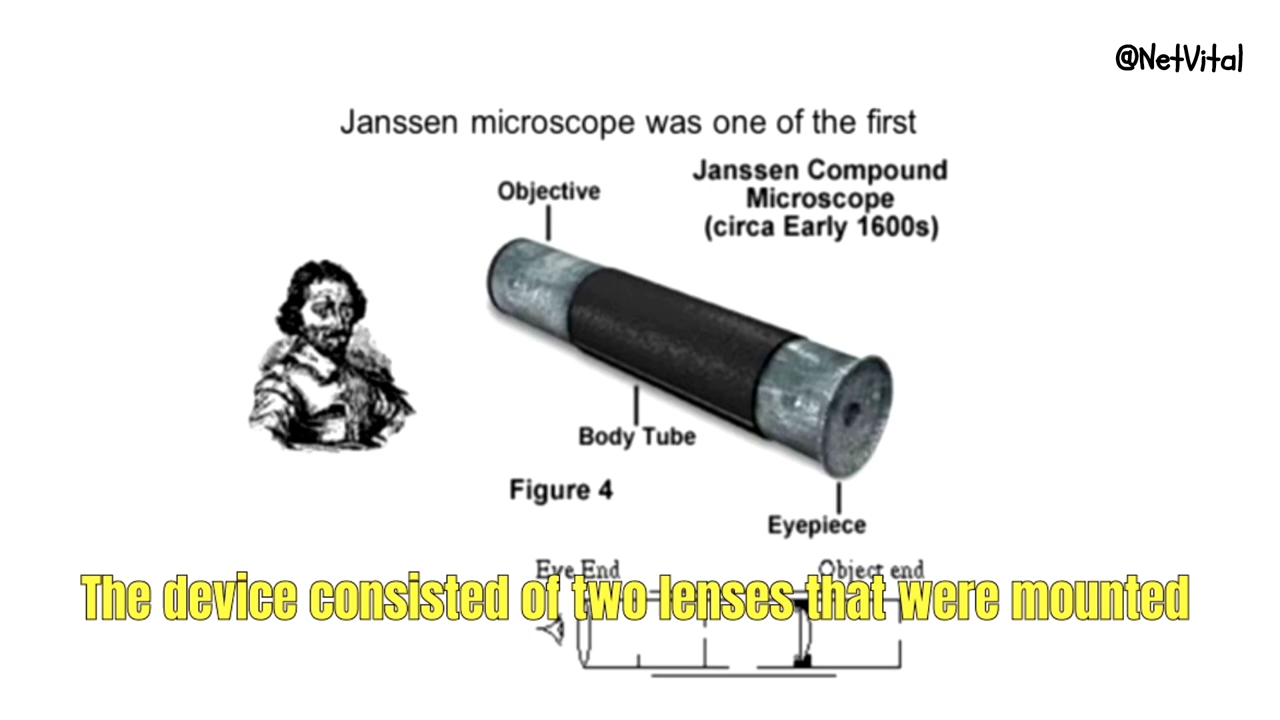 @NetVital
Janssen microscope was one of the first
Janssen Compound
Microscope
(circa Early 1600s)
Objective
Body Tube
Figure 4
Eyepiece
Eye End
Object end
The device consisted of two lenses that were mounted